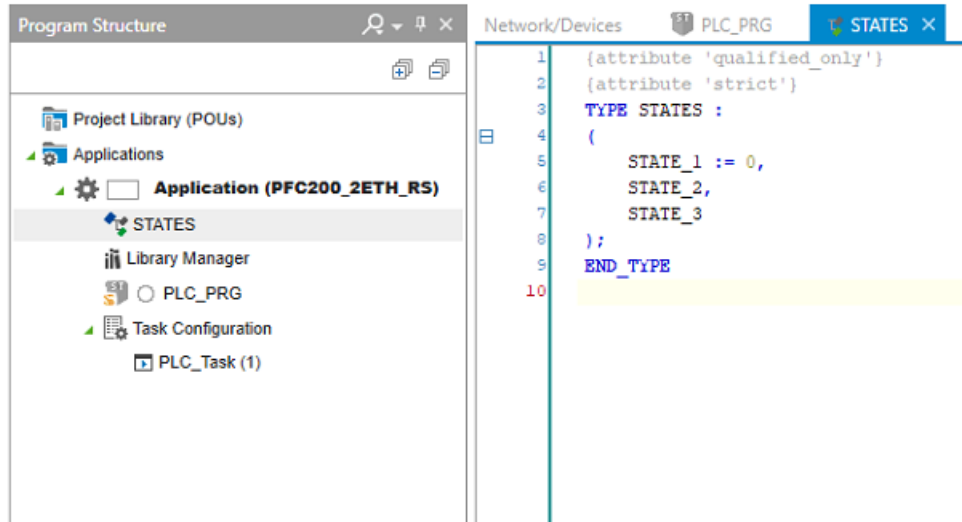 Program Structure
Project Library (POUs)
Applications
Application (PFC200_2ETH_RS)
STATES
Library Manager
PLC_PRG
Task Configuration
PLC_Task (1)
Network/Devices
PLC_PRG
STATES
1 {attribute 'qualified_only'}
2 {attribute 'strict'}
3 TYPE STATES :
4 (
5 STATE_1 := 0,
6 STATE_2,
7 STATE_3
8 );
9 END_TYPE
10